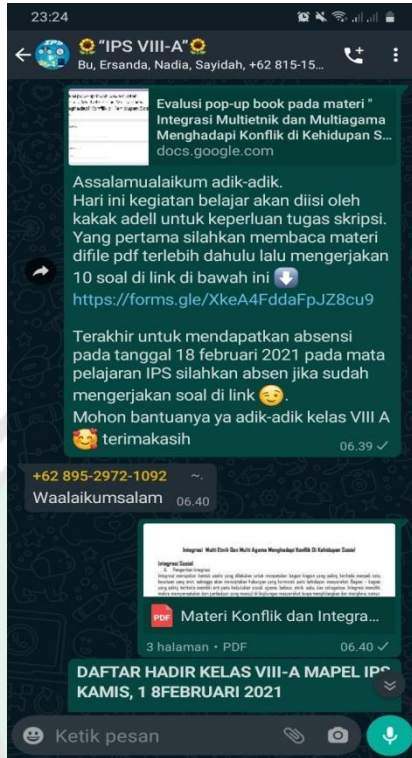 23:24
🌻"IPS VIII-A"🌻
Bu, Ersanda, Nadia, Sayidah, +62 815-15...
Evalusi pop-up book pada materi "
Integrasi Multietnik dan Multiagama
Menghadapi Konflik di Kehidupan S...
docs.google.com
Assalamualaikum adik-adik.
Hari ini kegiatan belajar akan diisi oleh
kakak adell untuk keperluan tugas skripsi.
Yang pertama silahkan membaca materi
difile pdf terlebih dahulu lalu mengerjakan
10 soal di link di bawah ini ⬇️
https://forms.gle/XkeA4FddaFpJZ8cu9
Terakhir untuk mendapatkan absensi
pada tanggal 18 februari 2021 pada mata
pelajaran IPS silahkan absen jika sudah
mengerjakan soal di link 😉.
Mohon bantuanya ya adik-adik kelas VIII A
🥰 terimakasih
06.39
+62 895-2972-1092 ~.
Waalaikumsalam 06.40
Integrasi Multi Etnik Dan Multi Agama Menghadapi Konflik Di Kehidupan Sosial
Integrasi Sosial
A. Pengertian Integrasi
PDF Materi Konflik dan Integra...
3 halaman • PDF 06.40
DAFTAR HADIR KELAS VIII-A MAPEL IPS
KAMIS, 1 8FEBRUARI 2021
Ketik pesan